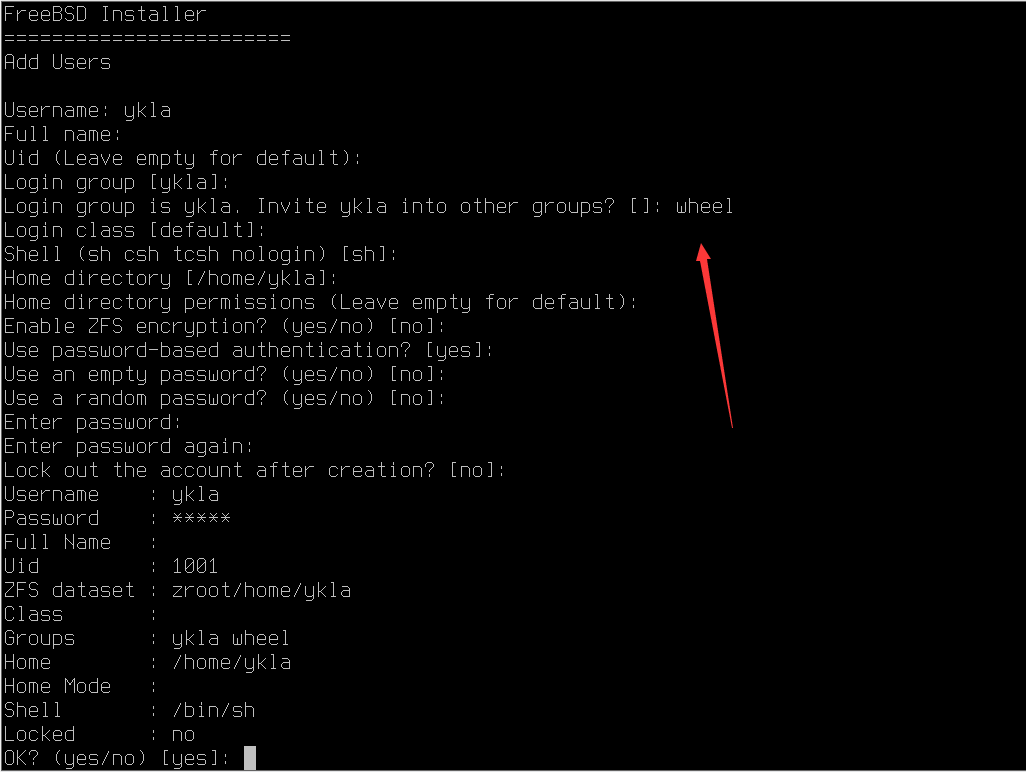 FreeBSD Installer
========================
Add Users

Username: ykla
Full name:
Uid (Leave empty for default):
Login group [ykla]:
Login group is ykla. Invite ykla into other groups? []: wheel
Login class [default]:
Shell (sh csh tcsh nologin) [sh]:
Home directory [/home/ykla]:
Home directory permissions (Leave empty for default):
Enable ZFS encryption? (yes/no) [no]:
Use password-based authentication? [yes]:
Use an empty password? (yes/no) [no]:
Use a random password? (yes/no) [no]:
Enter password:
Enter password again:
Lock out the account after creation? [no]:
Username    : ykla
Password    : *****
Full Name   :
Uid         : 1001
ZFS dataset : zroot/home/ykla
Class       :
Groups      : ykla wheel
Home        : /home/ykla
Home Mode   :
Shell       : /bin/sh
Locked      : no
OK? (yes/no) [yes]: